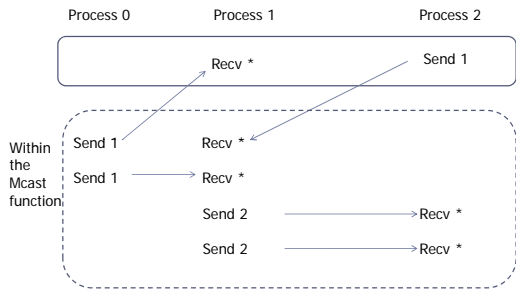 Process 0 Process 1 Process 2
Recv * Send 1
Within
the
Mcast
function
Send 1 Recv *
Send 1 Recv *
Send 2 Recv *
Send 2 Recv *